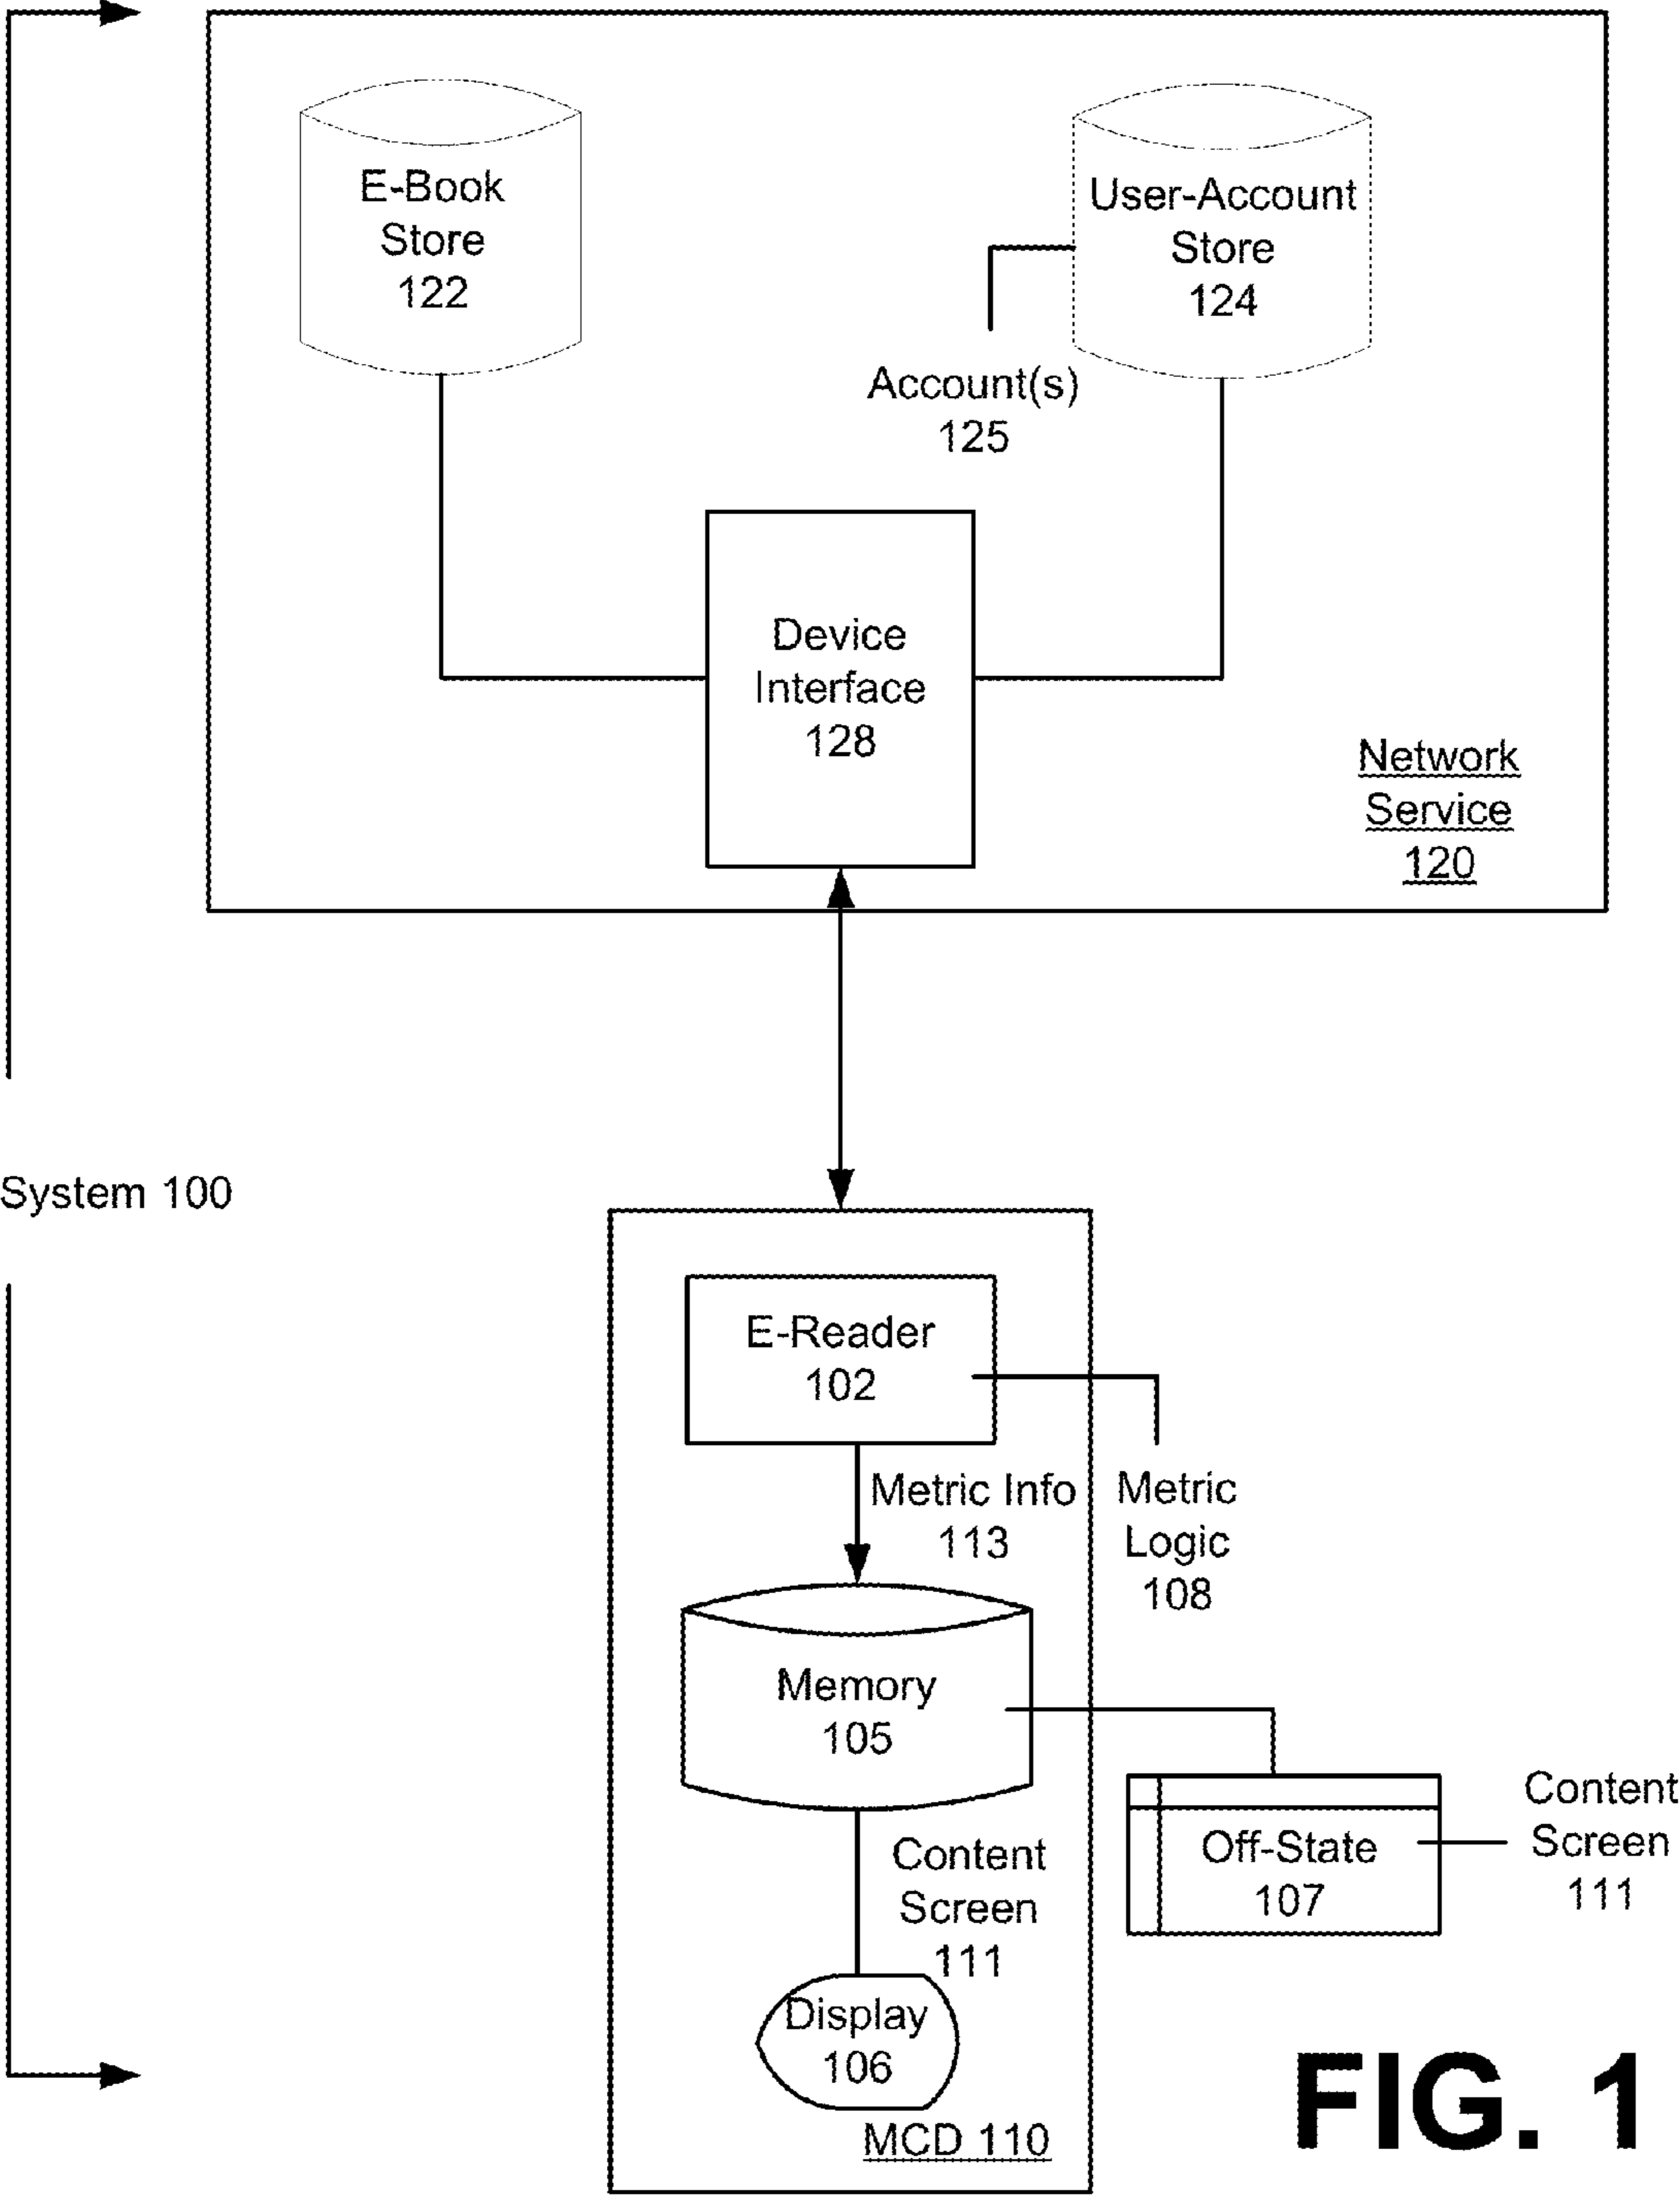 E-Book
Store
122
User-Account
Store
124
Account(s)
125
Device
Interface
128
Network
Service
120
System 100
E-Reader
102
Metric Info
113
Metric
Logic
108
Memory
105
Content
Screen
111
Off-State
107
Content
Screen
111
Display
106
MCD 110
FIG. 1